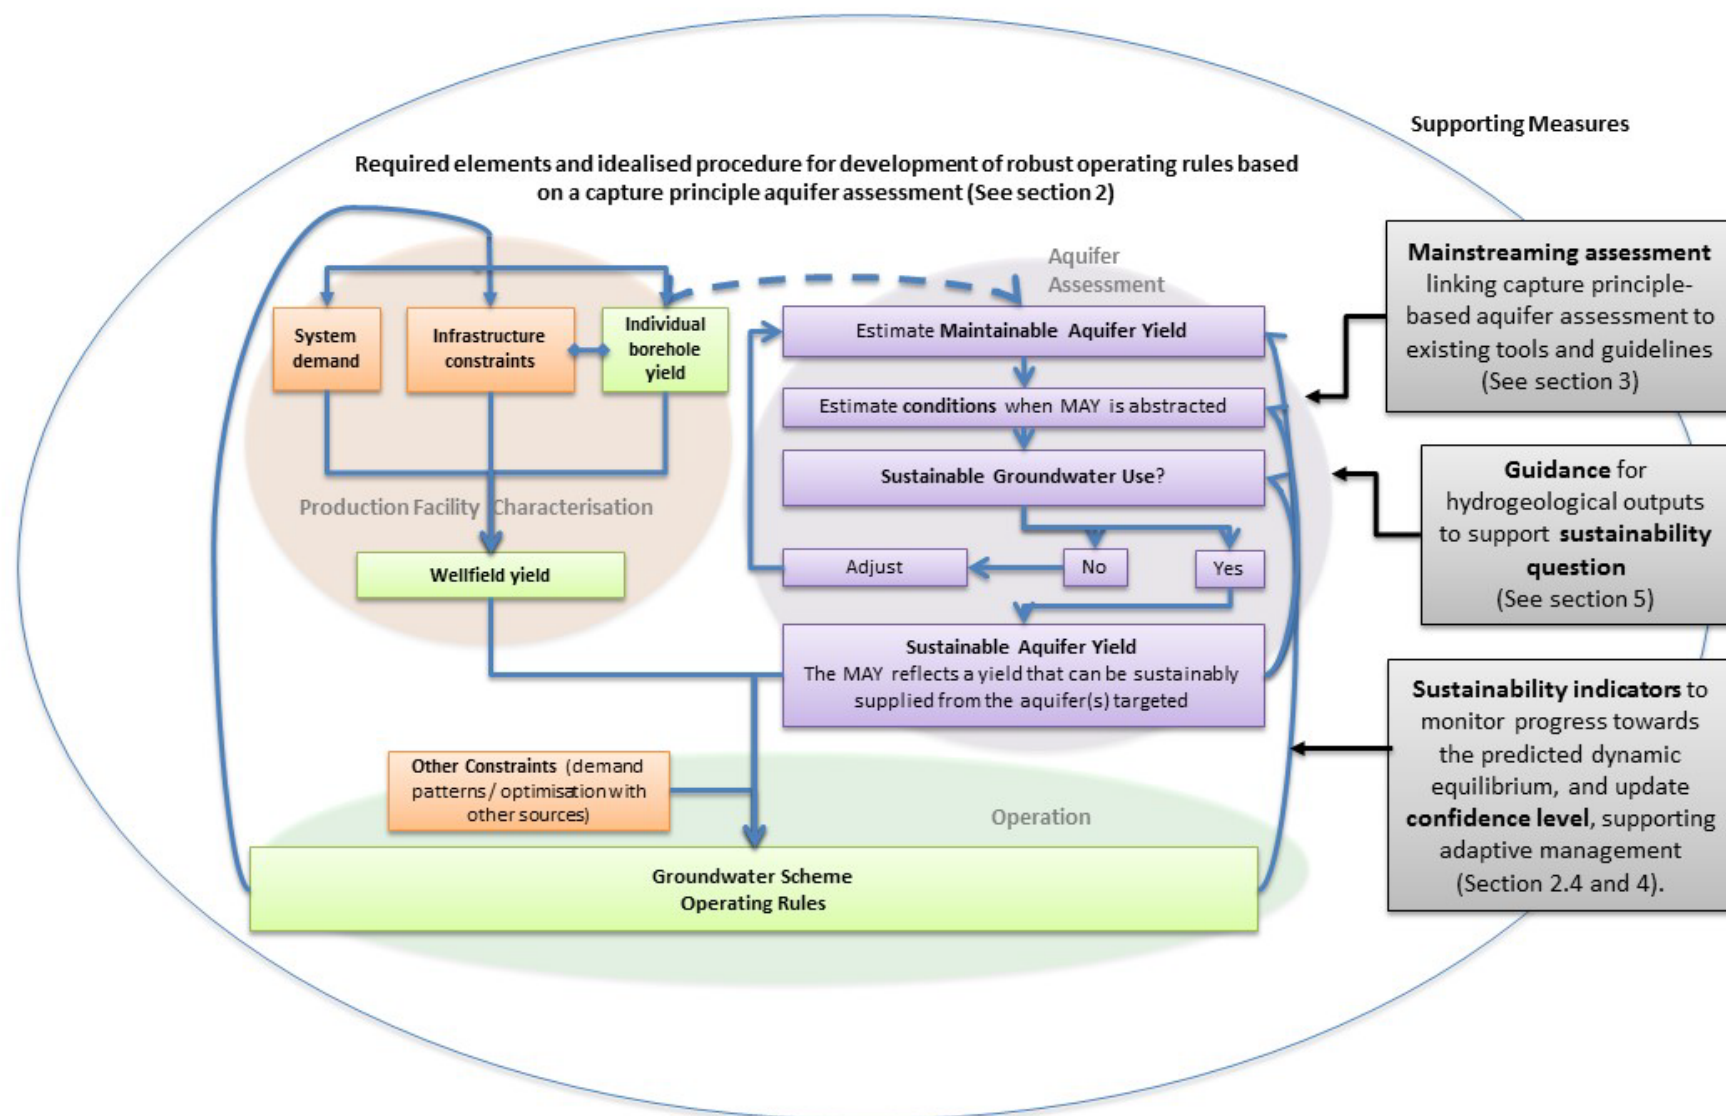 Supporting Measures
Required elements and idealised procedure for development of robust operating rules based
on a capture principle aquifer assessment (See section 2)
Aquifer
Assessment
System
demand
Infrastructure
constraints
Individual
borehole
yield
Production Facility Characterisation
Wellfield yield
Estimate Maintainable Aquifer Yield
Estimate conditions when MAY is abstracted
Sustainable Groundwater Use?
Adjust
No
Yes
Sustainable Aquifer Yield
The MAY reflects a yield that can be sustainably
supplied from the aquifer(s) targeted
Other Constraints (demand
patterns/ optimisation with
other sources)
Operation
Groundwater Scheme
Operating Rules
Mainstreaming assessment
linking capture principle-
based aquifer assessment to
existing tools and guidelines
(See section 3)
Guidance for
hydrogeological outputs
to support sustainability
question
(See section 5)
Sustainability indicators to
monitor progress towards
the predicted dynamic
equilibrium, and update
confidence level, supporting
adaptive management
(Section 2.4 and 4).